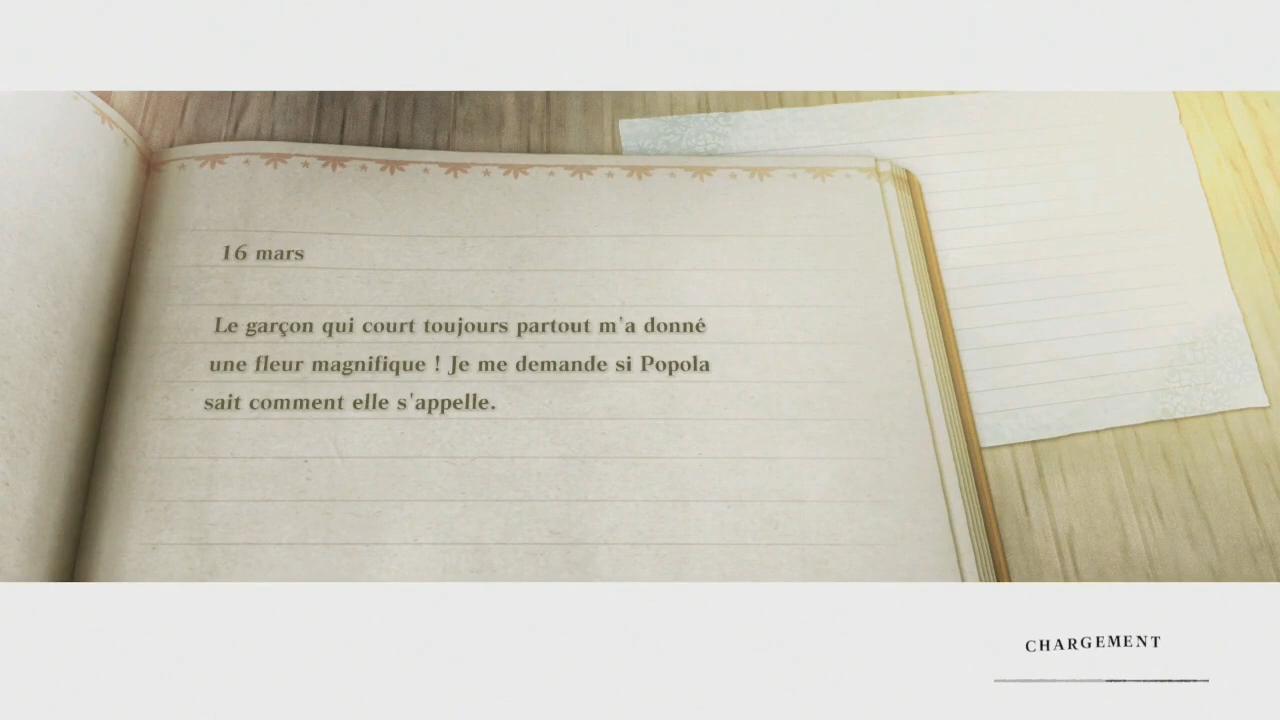 16 mars
Le garçon qui court toujours partout m'a donné
une fleur magnifique ! Je me demande si Popola
sait comment elle s'appelle.
CHARGEMENT